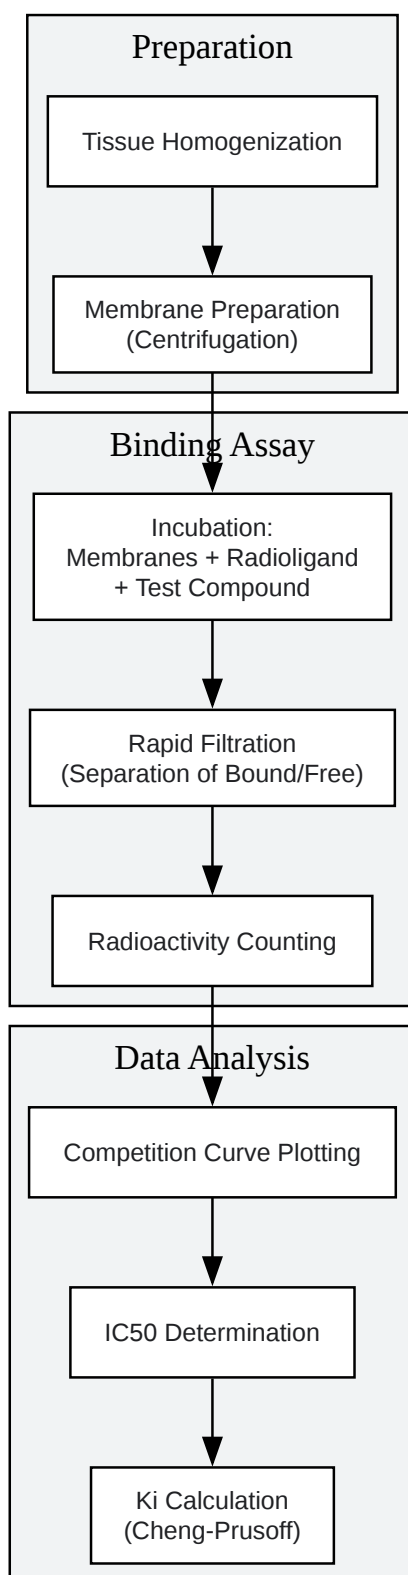 Preparation
Tissue Homogenization
Membrane Preparation
(Centrifugation)
Binding Assay
Incubation:
Membranes + Radioligand
+ Test Compound
Rapid Filtration
(Separation of Bound/Free)
Radioactivity Counting
Data Analysis
Competition Curve Plotting
IC50 Determination
Ki Calculation
(Cheng-Prusoff)